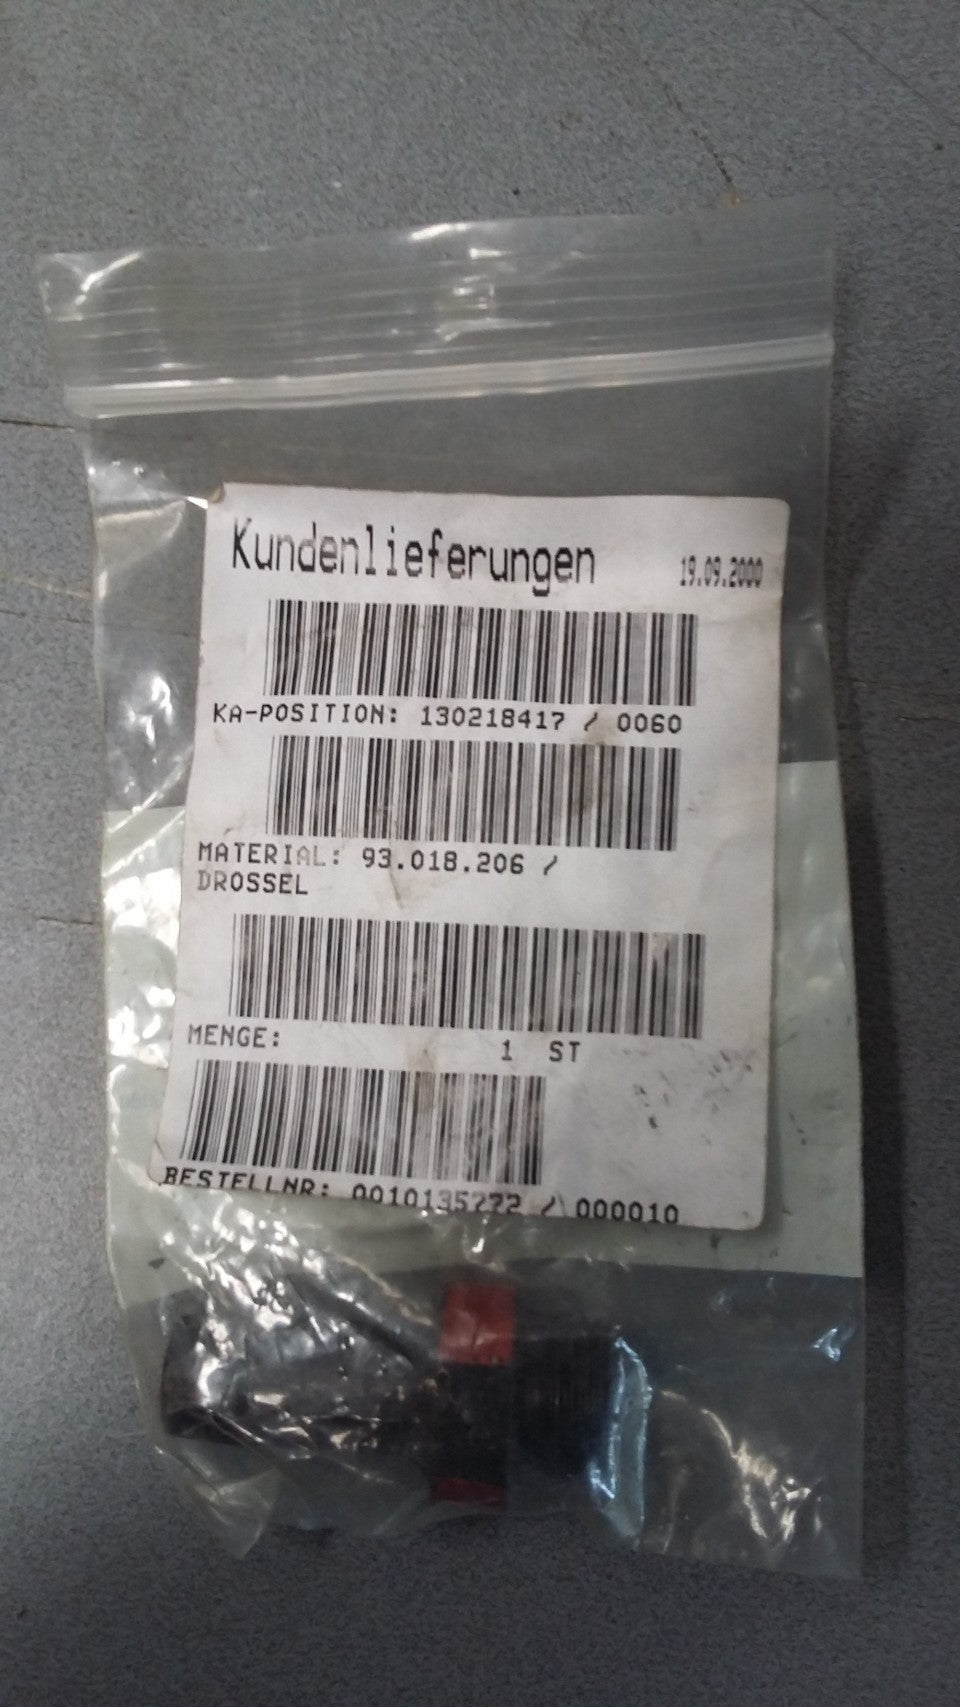 Kundenlieferungen 19.09.2000
KA-POSITION: 130218417 / 0060
MATERIAL: 93.018.206 /
DROSSEL
MENGE: 1 ST
BESTELLNR: 0010135272 / 000010